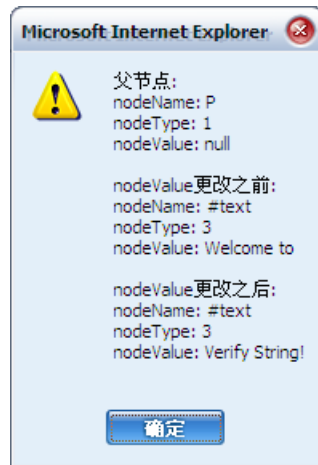 Microsoft Internet Explorer
父节点:
nodeName: P
nodeType: 1
nodeValue: null
nodeValue更改之前:
nodeName: #text
nodeType: 3
nodeValue: Welcome to
nodeValue更改之后:
nodeName: #text
nodeType: 3
nodeValue: Verify String!
确定